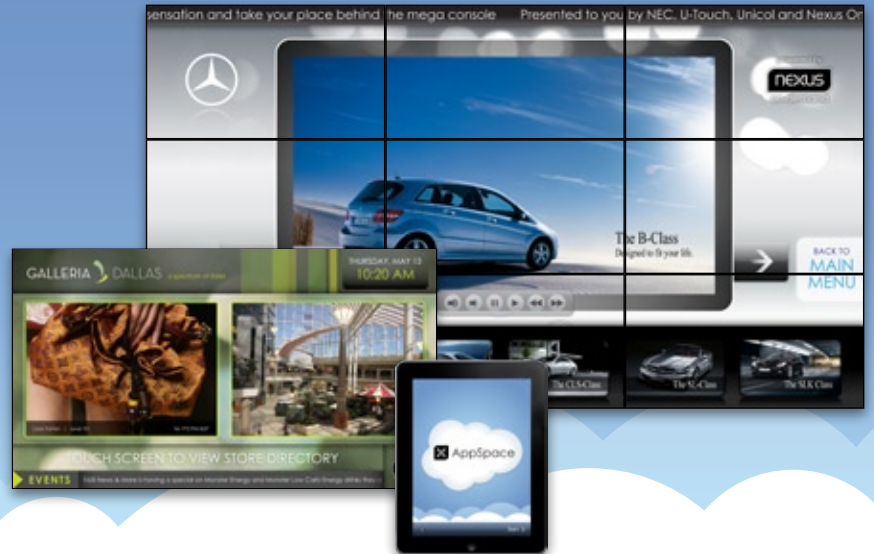 sensation and take your place behind the mega console Presented to you by NEC, U-Touch, Unicol and Nexus On
nexus
The B-Class
Designed to fit your life.
BACK TO
MAIN
MENU
The CLS-Class
The SL-Class
The SLK Class
GALLERIA DALLAS
THURSDAY, MAY 13
10:20 AM
TOUCH SCREEN TO VIEW STORE DIRECTORY
EVENTS
AppSpace